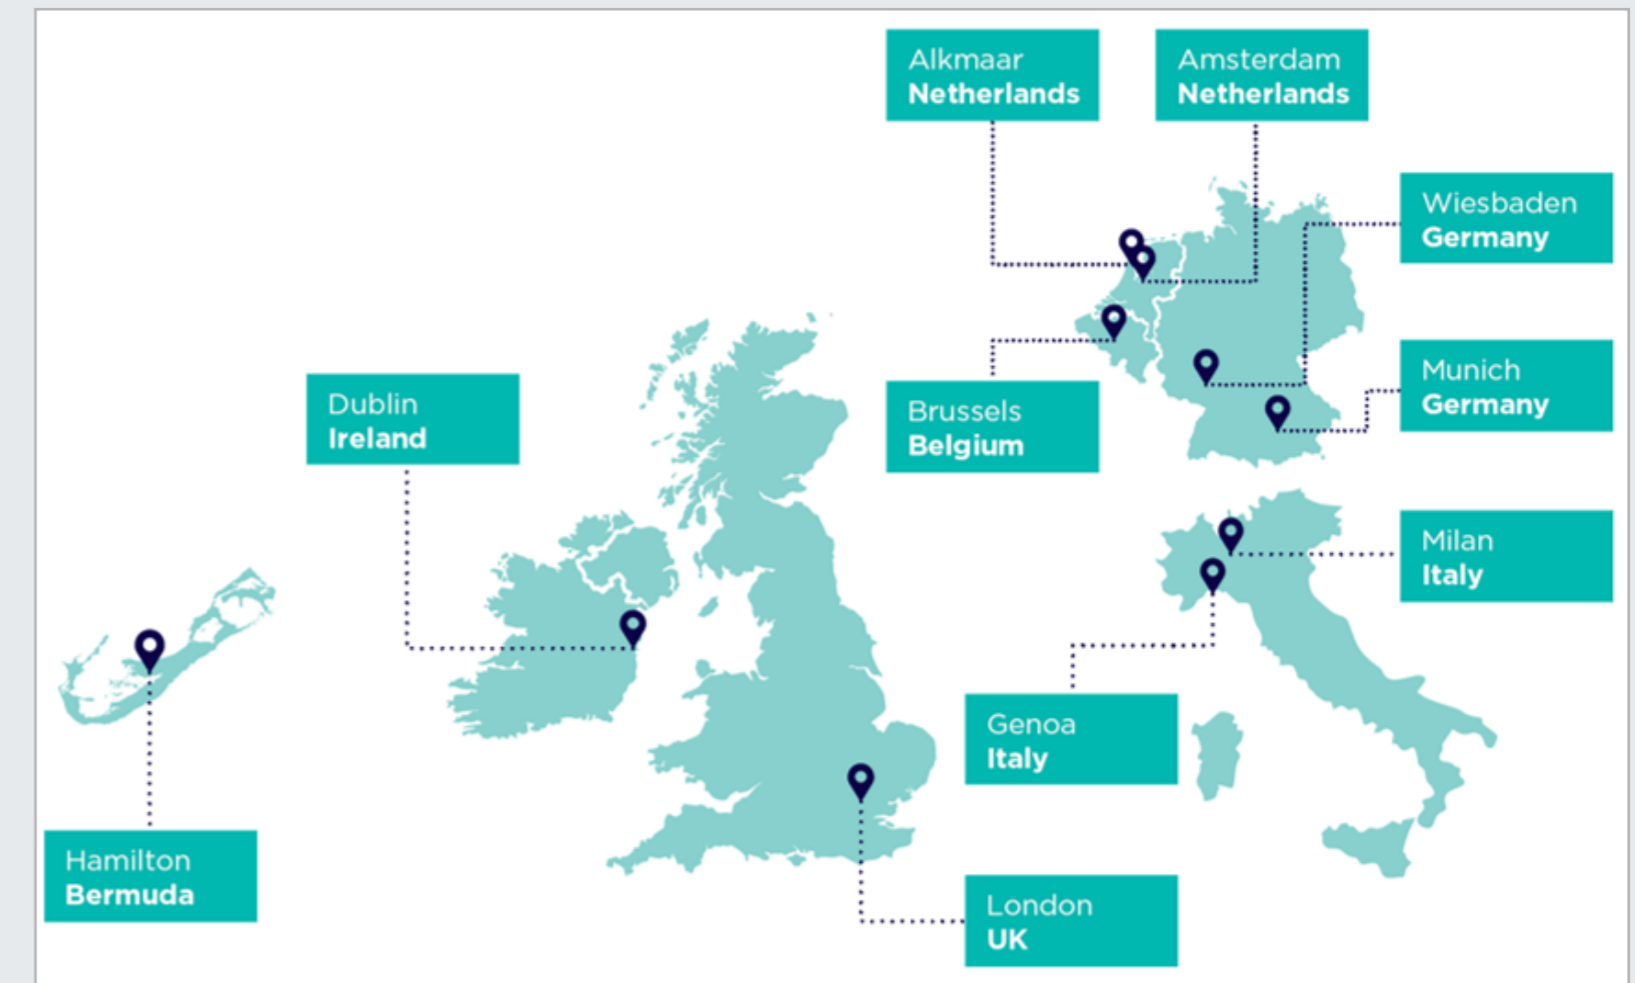 Alkmaar
Netherlands
Amsterdam
Netherlands
Wiesbaden
Germany
Dublin
Ireland
Brussels
Belgium
Munich
Germany
Milan
Italy
Genoa
Italy
Hamilton
Bermuda
London
UK